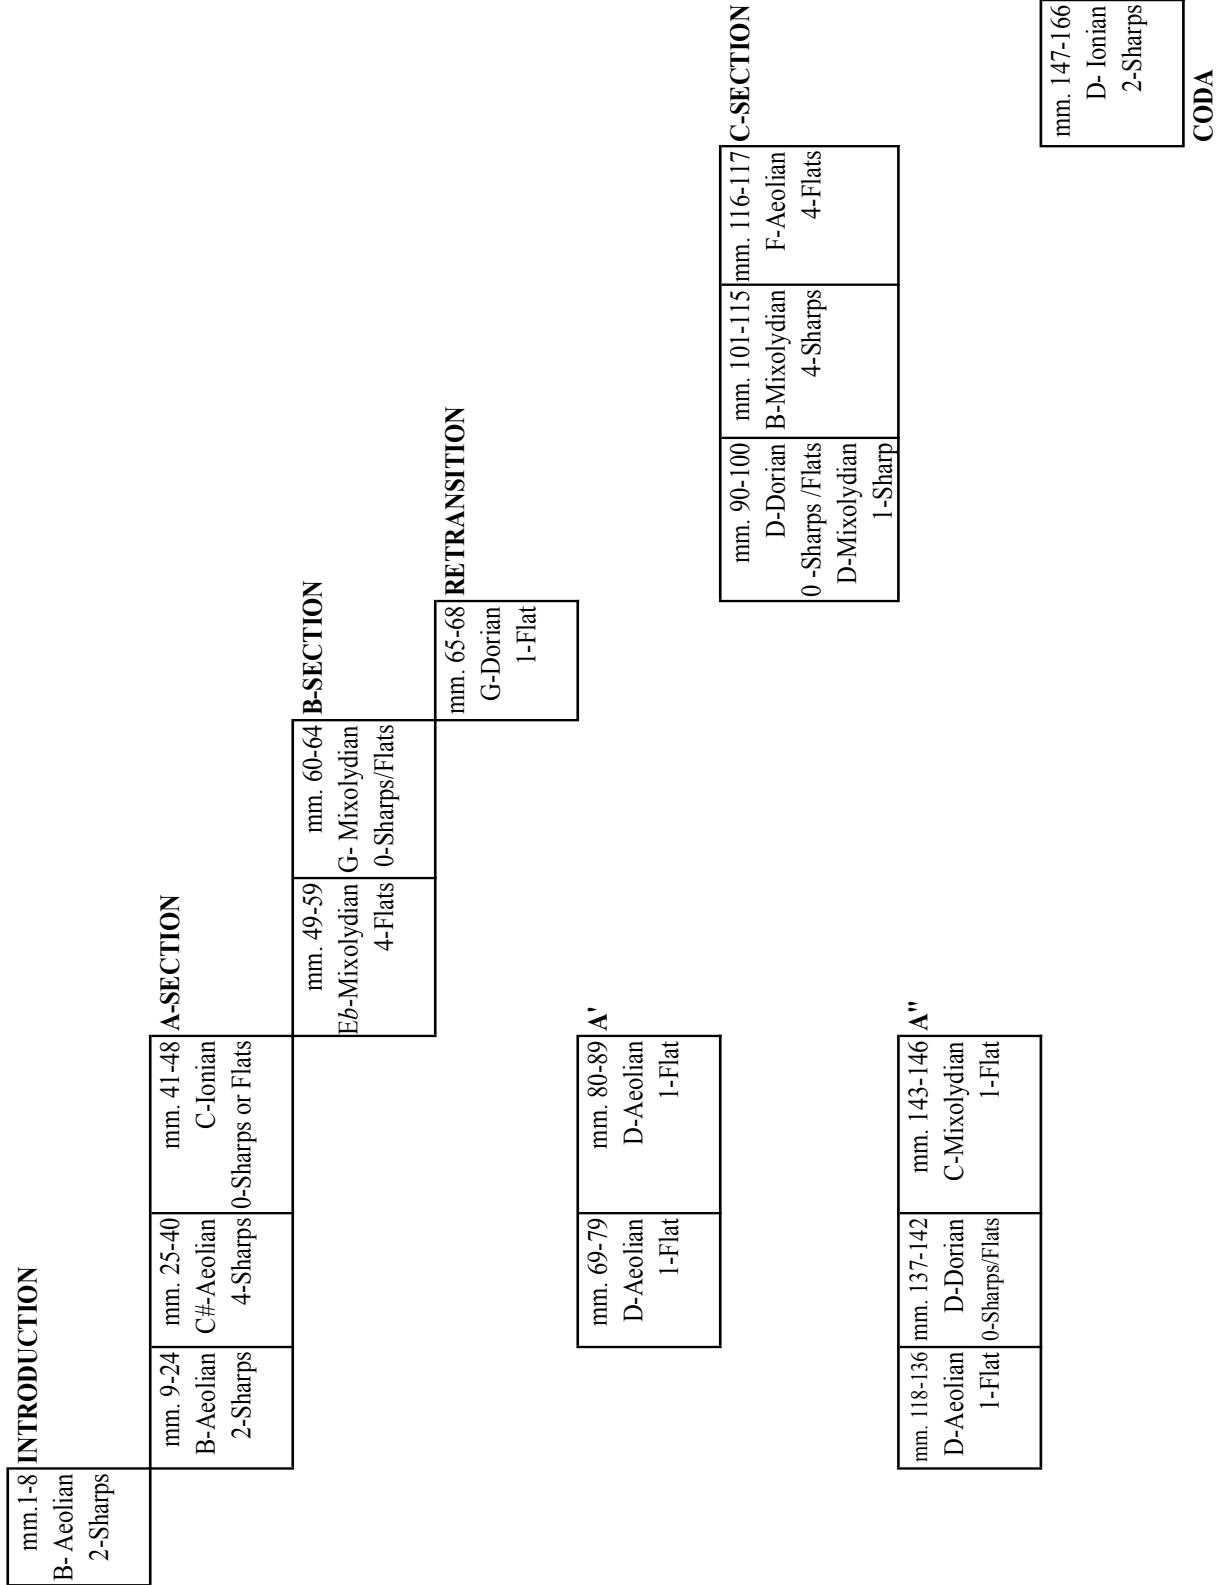 mm.1-8
B- Aeolian
2-Sharps
INTRODUCTION
mm. 9-24
B-Aeolian
2-Sharps
mm. 25-40
C#-Aeolian
4-Sharps
mm. 41-48
C-Ionian
0-Sharps or Flats
A-SECTION
mm. 49-59
Eb-Mixolydian
4-Flats
mm. 60-64
G- Mixolydian
0-Sharps/Flats
B-SECTION
mm. 65-68
G-Dorian
1-Flat
RETRANSITION
mm. 69-79
D-Aeolian
1-Flat
mm. 80-89
D-Aeolian
1-Flat
A'
mm. 90-100
D-Dorian
0 -Sharps /Flats
D-Mixolydian
1-Sharp
mm. 101-115
B-Mixolydian
4-Sharps
mm. 116-117
F-Aeolian
4-Flats
C-SECTION
mm. 118-136
D-Aeolian
1-Flat
mm. 137-142
D-Dorian
0-Sharps/Flats
mm. 143-146
C-Mixolydian
1-Flat
A"
mm. 147-166
D- Ionian
2-Sharps
CODA